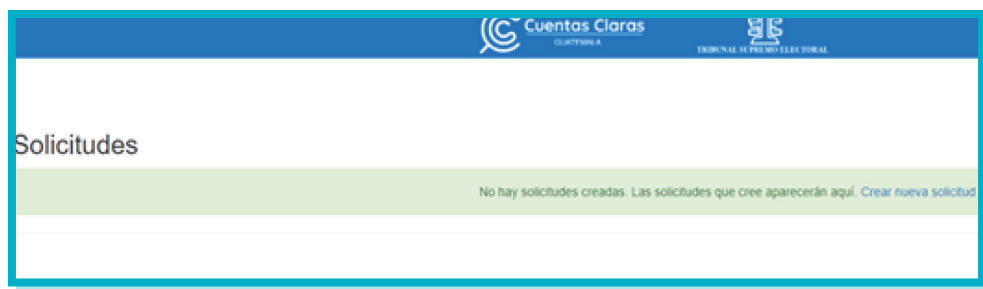 Cuentas Claras
GUATEMALA
TRIBUNAL SUPREMO ELECTORAL
Solicitudes
No hay solicitudes creadas. Las solicitudes que cree aparecerán aquí. Crear nueva solicitud